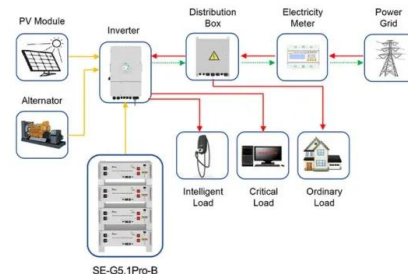 PV Module
Inverter
Distribution
Box
Electricity
Meter
Power
Grid
Alternator
Intelligent
Load
Critical
Load
Ordinary
Load
SE-G5.1Pro-B